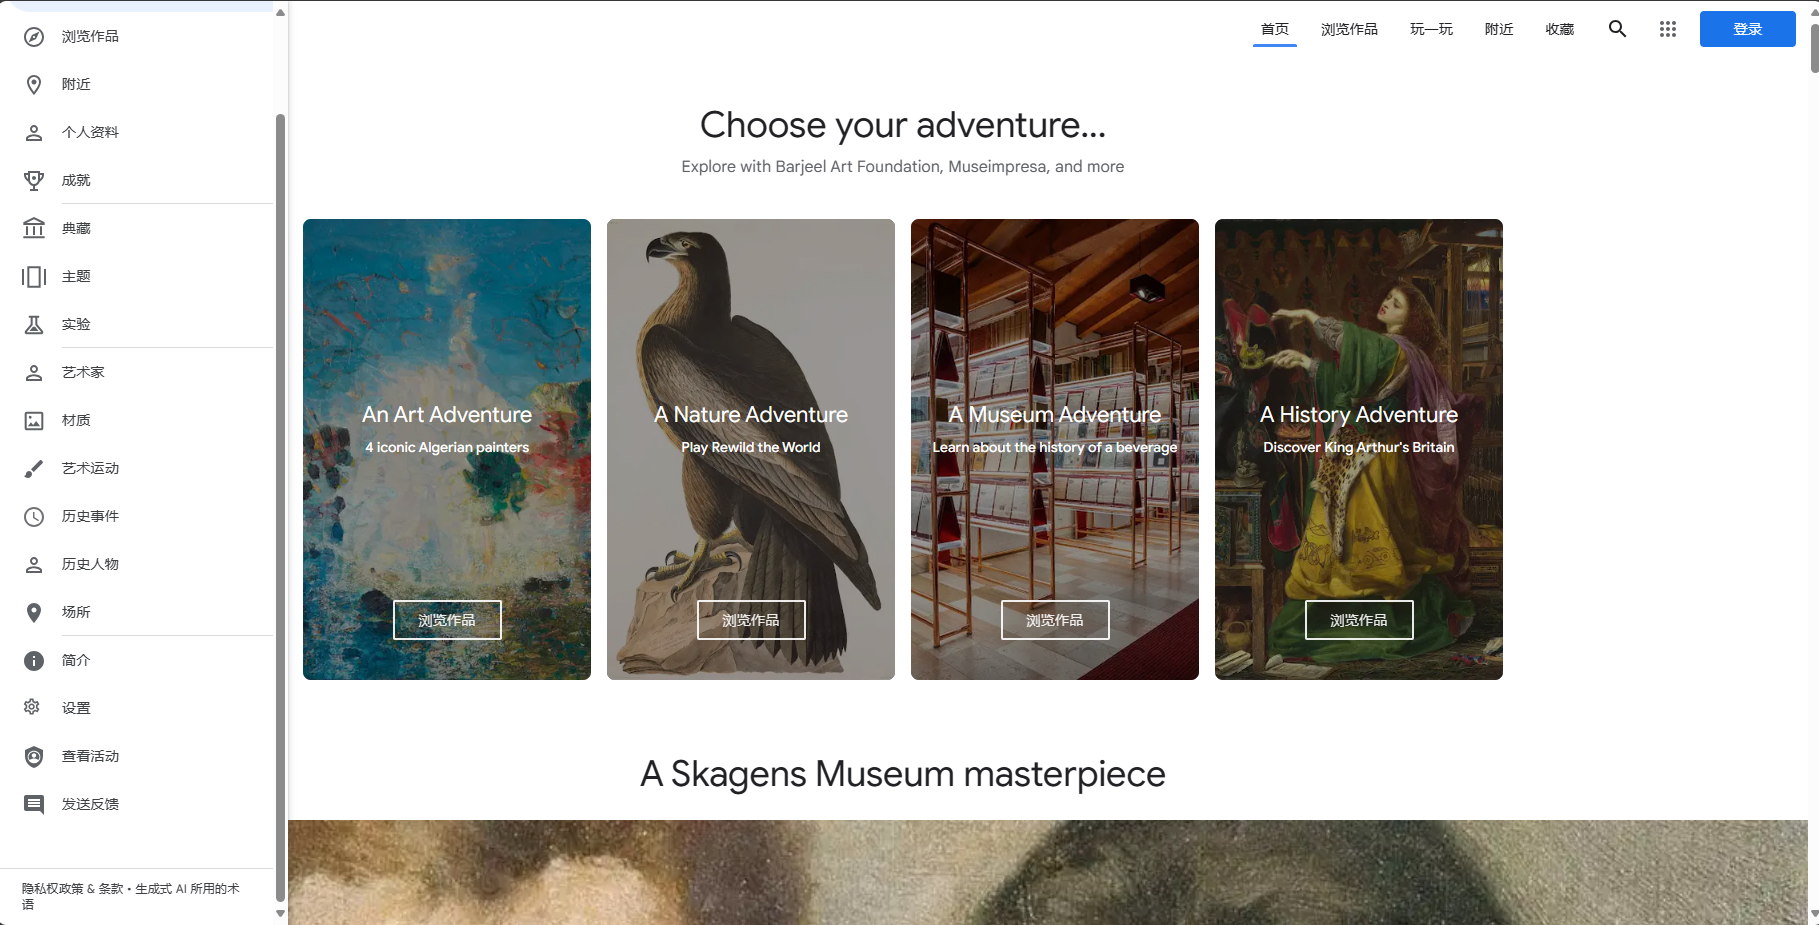 浏览作品
附近
个人资料
成就
典藏
主题
实验
艺术家
材质
艺术运动
历史事件
历史人物
场所
简介
设置
查看活动
发送反馈
隐私权政策 & 条款 • 生成式 AI 所用的术
语
首页 浏览作品 玩一玩 附近 收藏 登录
Choose your adventure...
Explore with Barjeel Art Foundation, Museimpresa, and more
An Art Adventure
4 iconic Algerian painters
浏览作品
A Nature Adventure
Play Rewild the World
浏览作品
A Museum Adventure
Learn about the history of a beverage
浏览作品
A History Adventure
Discover King Arthur's Britain
浏览作品
A Skagens Museum masterpiece